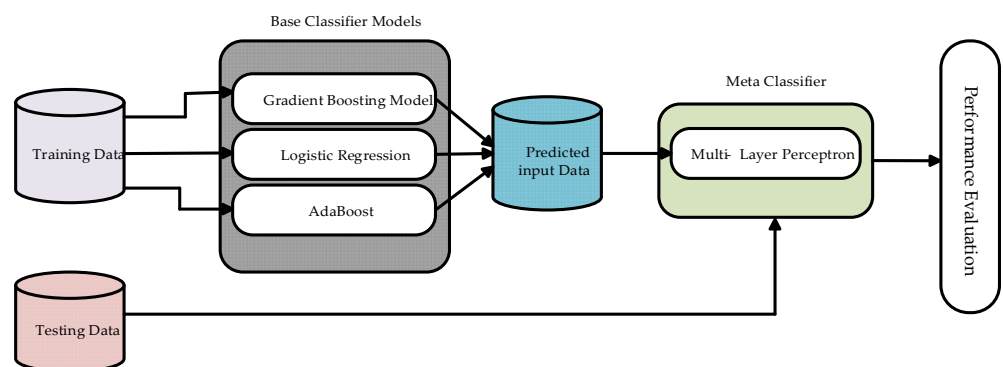 Base Classifier Models
Training Data
Gradient Boosting Model
Logistic Regression
AdaBoost
Predicted
input Data
Meta Classifier
Multi- Layer Perceptron
Performance Evaluation
Testing Data